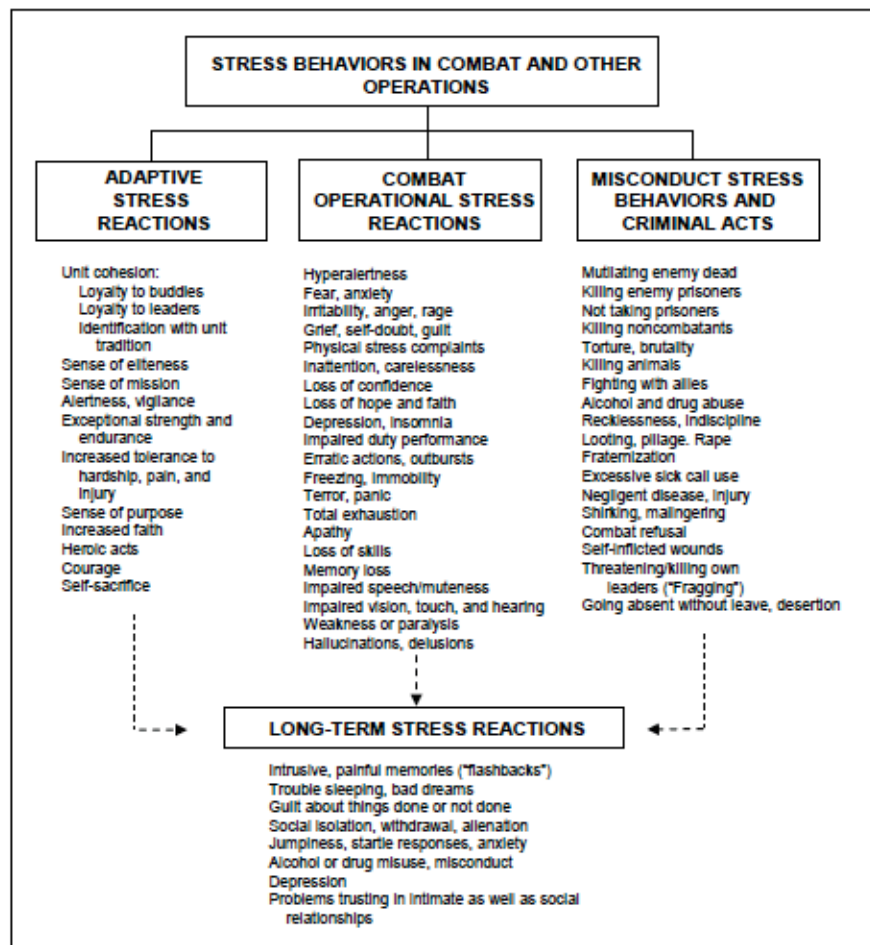 STRESS BEHAVIORS IN COMBAT AND OTHER
OPERATIONS
ADAPTIVE
STRESS
REACTIONS
Unit cohesion:
Loyalty to buddies
Loyalty to leaders
Identification with unit
tradition
Sense of eliteness
Sense of mission
Alertness, vigilance
Exceptional strength and
endurance
Increased tolerance to
hardship, pain, and
injury
Sense of purpose
Increased faith
Heroic acts
Courage
Self-sacrifice
COMBAT
OPERATIONAL STRESS
REACTIONS
Hyperalertness
Fear, anxiety
Irritability, anger, rage
Grief, self-doubt, guilt
Physical stress complaints
Inattention, carelessness
Loss of confidence
Loss of hope and faith
Depression, insomnia
Impaired duty performance
Erratic actions, outbursts
Freezing, immobility
Terror, panic
Total exhaustion
Apathy
Loss of skills
Memory loss
Impaired speech/muteness
Impaired vision, touch, and hearing
Weakness or paralysis
Hallucinations, delusions
MISCONDUCT STRESS
BEHAVIORS AND
CRIMINAL ACTS
Mutilating enemy dead
Killing enemy prisoners
Not taking prisoners
Killing noncombatants
Torture, brutality
Killing animals
Fighting with allies
Alcohol and drug abuse
Recklessness, indiscipline
Looting, pillage. Rape
Fraternization
Excessive sick call use
Negligent disease, injury
Shirking, malingering
Combat refusal
Self-inflicted wounds
Threatening/killing own
leaders ("Fragging")
Going absent without leave, desertion
LONG-TERM STRESS REACTIONS
Intrusive, painful memories ("flashbacks")
Trouble sleeping, bad dreams
Guilt about things done or not done
Social isolation, withdrawal, alienation
Jumpiness, startle responses, anxiety
Alcohol or drug misuse, misconduct
Depression
Problems trusting in intimate as well as social
relationships